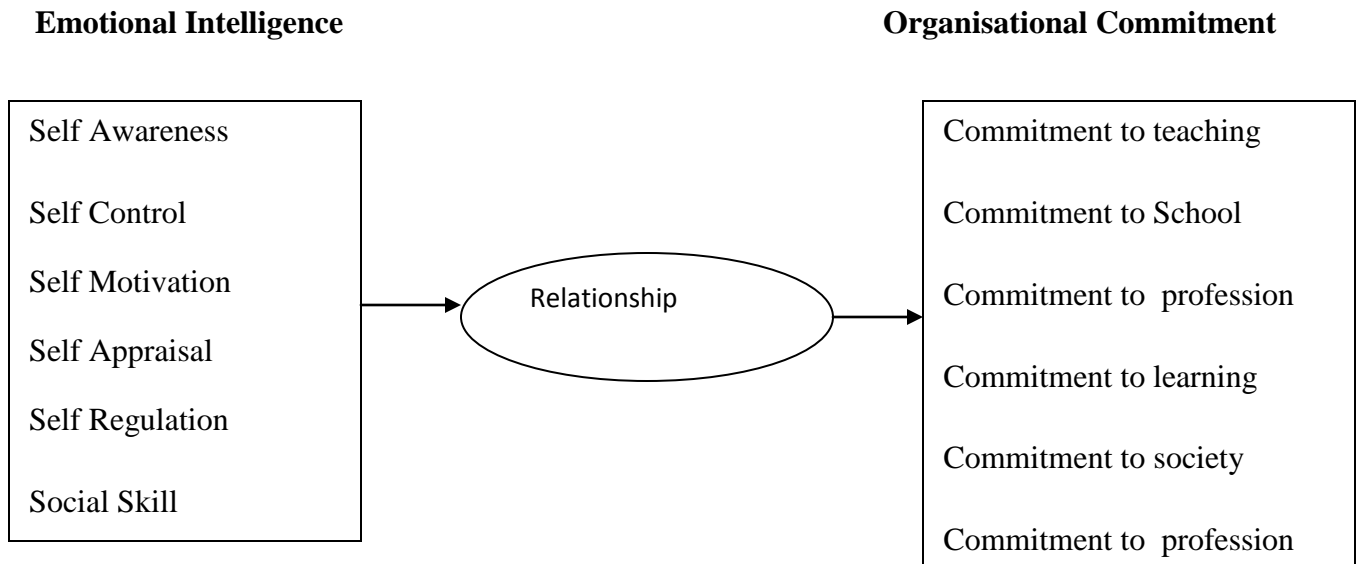 Emotional Intelligence
Organisational Commitment
Self Awareness
Self Control
Self Motivation
Self Appraisal
Self Regulation
Social Skill
Relationship
Commitment to teaching
Commitment to School
Commitment to profession
Commitment to learning
Commitment to society
Commitment to profession